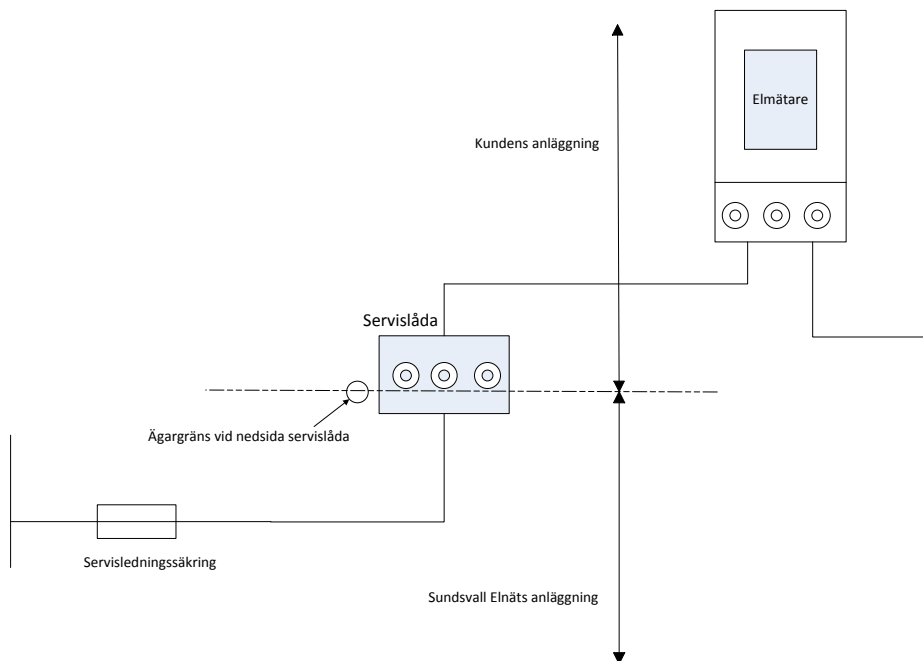 Elmätare
Kundens anläggning
Servislåda
Ägargräns vid nedsida servislåda
Servisledningssäkring
Sundsvall Elnäts anläggning